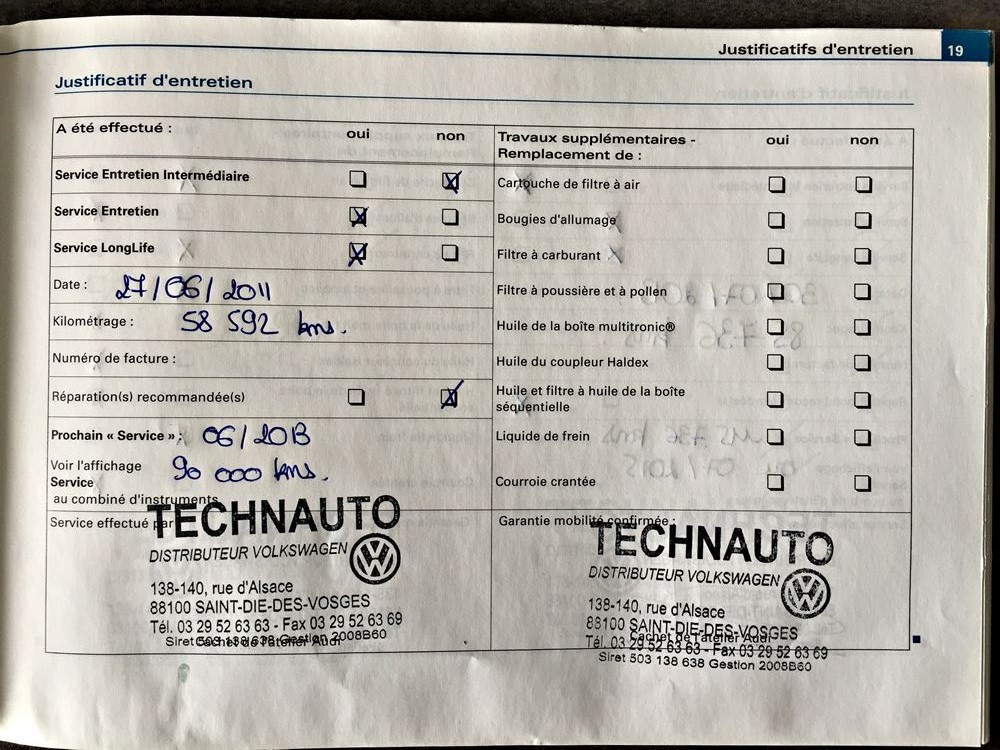 Justificatifs d'entretien 19
Justificatif d'entretien
A été effectué : oui non
Service Entretien Intermédiaire
Service Entretien
Service LongLife
Date : 27/06/2011
Kilométrage : 58 592 kms.
Numéro de facture :
Réparation(s) recommandée(s)
Prochain « Service » : 06/2013
Voir l'affichage 90 000 kms.
Service
au combiné d'instruments
Service effectué par
TECHNAUTO
DISTRIBUTEUR VOLKSWAGEN
138-140, rue d'Alsace
88100 SAINT-DIE-DES-VOSGES
Tél. 03 29 52 63 63 - Fax 03 29 52 63 69
Siret 503 138 638 Gestion 2008B60
Cachet de l'atelier Audi
Travaux supplémentaires - oui non
Remplacement de :
Cartouche de filtre à air
Bougies d'allumage
Filtre à carburant
Filtre à poussière et à pollen
Huile de la boîte multitronic®
Huile du coupleur Haldex
Huile et filtre à huile de la boîte
séquentielle
Liquide de frein
Courroie crantée
Garantie mobilité confirmée :
TECHNAUTO
DISTRIBUTEUR VOLKSWAGEN
138-140, rue d'Alsace
88100 SAINT-DIE-DES-VOSGES
Cachet de l'atelier Audi
Tél. 03 29 52 63 63 - Fax 03 29 52 63 69
Siret 503 138 638 Gestion 2008B60